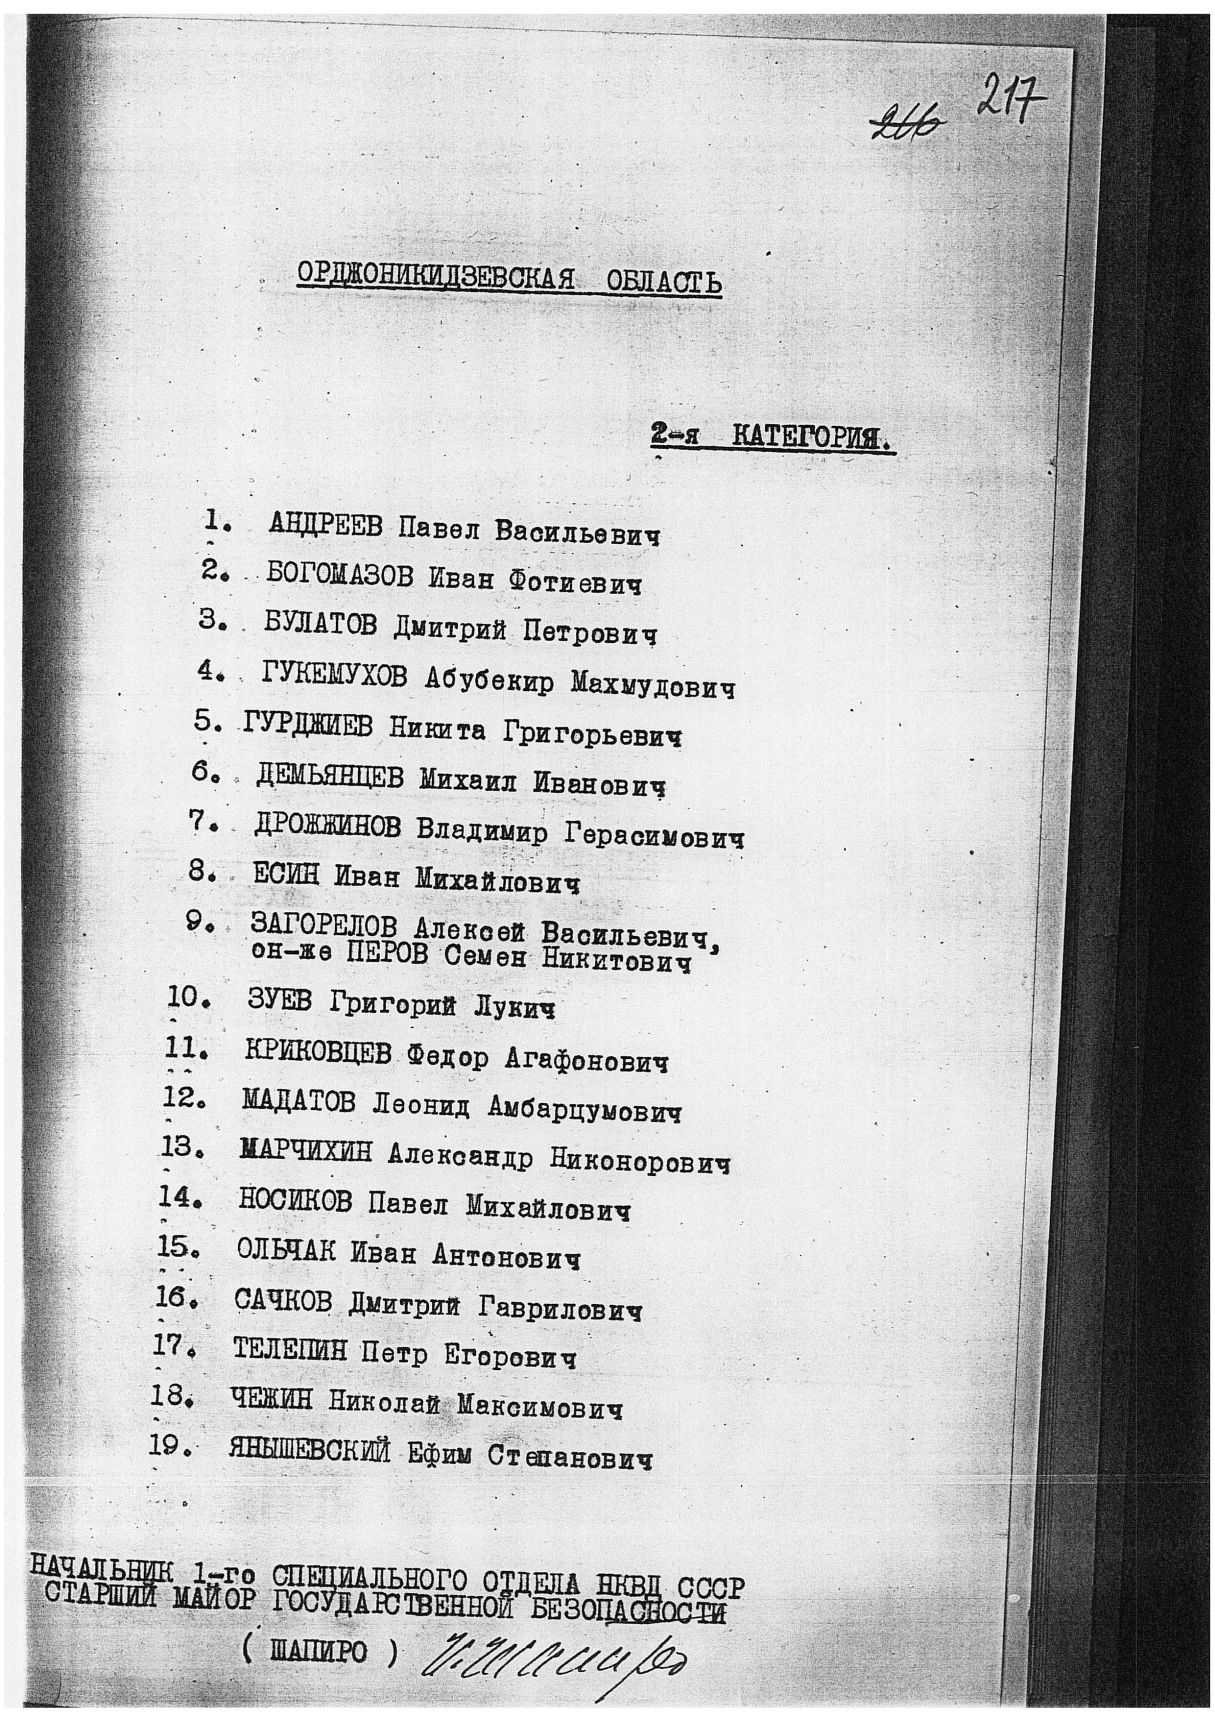 217
216
ОРДЖОНИКИДЗЕВСКАЯ ОБЛАСТЬ
2-я КАТЕГОРИЯ.
1. АНДРЕЕВ Павел Васильевич
2. БОГОМАЗОВ Иван Фотиевич
3. БУЛАТОВ Дмитрий Петрович
4. ГУКЕМУХОВ Абубекир Махмудович
5. ГУРДЖИЕВ Никита Григорьевич
6. ДЕМЬЯНЦЕВ Михаил Иванович
7. ДРОЖЖИНОВ Владимир Герасимович
8. ЕСИН Иван Михайлович
9. ЗАГОРЕЛОВ Алексей Васильевич,
он-же ПЕРОВ Семен Никитович
10. ЗУЕВ Григорий Лукич
11. КРИКОВЦЕВ Федор Агафонович
12. МАДАТОВ Леонид Амбарцумович
13. МАРЧИХИН Александр Никонорович
14. НОСИКОВ Павел Михайлович
15. ОЛЬЧАК Иван Антонович
16. САЧКОВ Дмитрий Гаврилович
17. ТЕЛЕПИН Петр Егорович
18. ЧЕЖИН Николай Максимович
19. ЯНЫШЕВСКИЙ Ефим Степанович
НАЧАЛЬНИК 1-го СПЕЦИАЛЬНОГО ОТДЕЛА НКВД СССР
СТАРШИЙ МАЙОР ГОСУДАРСТВЕННОЙ БЕЗОПАСНОСТИ
( ШАПИРО ) И. Шапиро